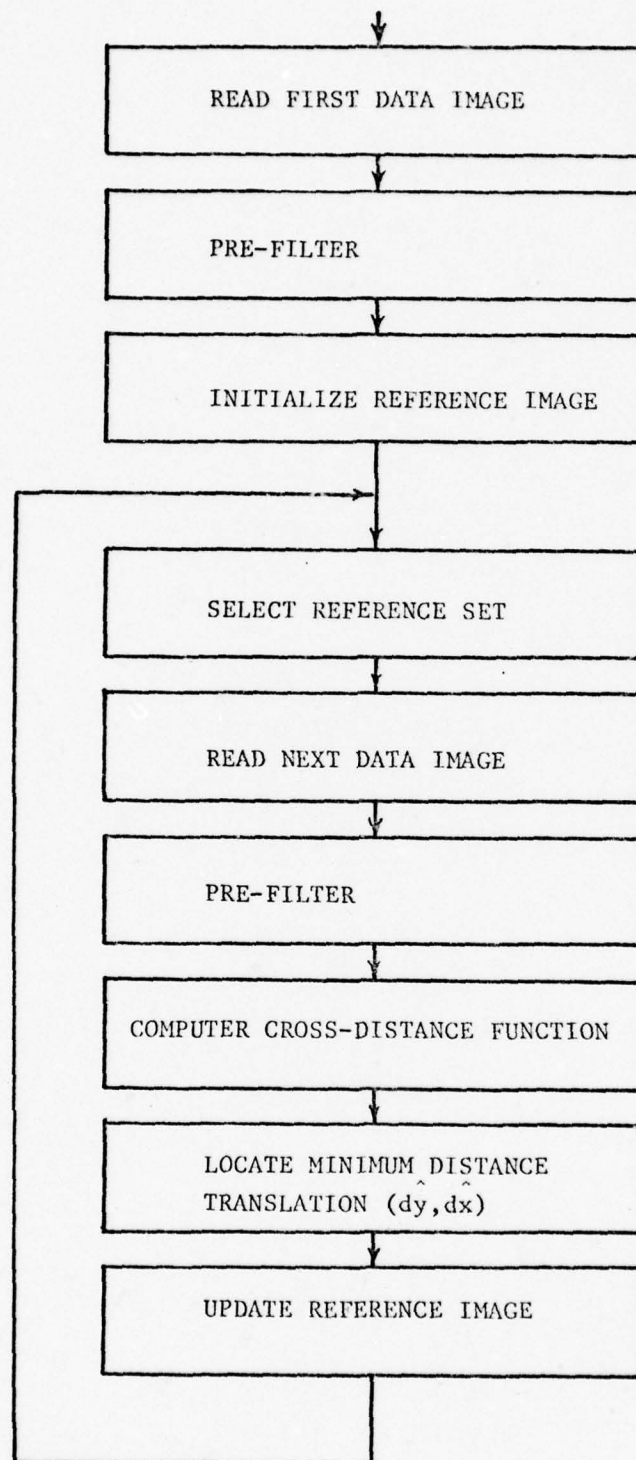 READ FIRST DATA IMAGE
PRE-FILTER
INITIALIZE REFERENCE IMAGE
SELECT REFERENCE SET
READ NEXT DATA IMAGE
PRE-FILTER
COMPUTER CROSS-DISTANCE FUNCTION
LOCATE MINIMUM DISTANCE
TRANSLATION (dŷ,dx̂)
UPDATE REFERENCE IMAGE